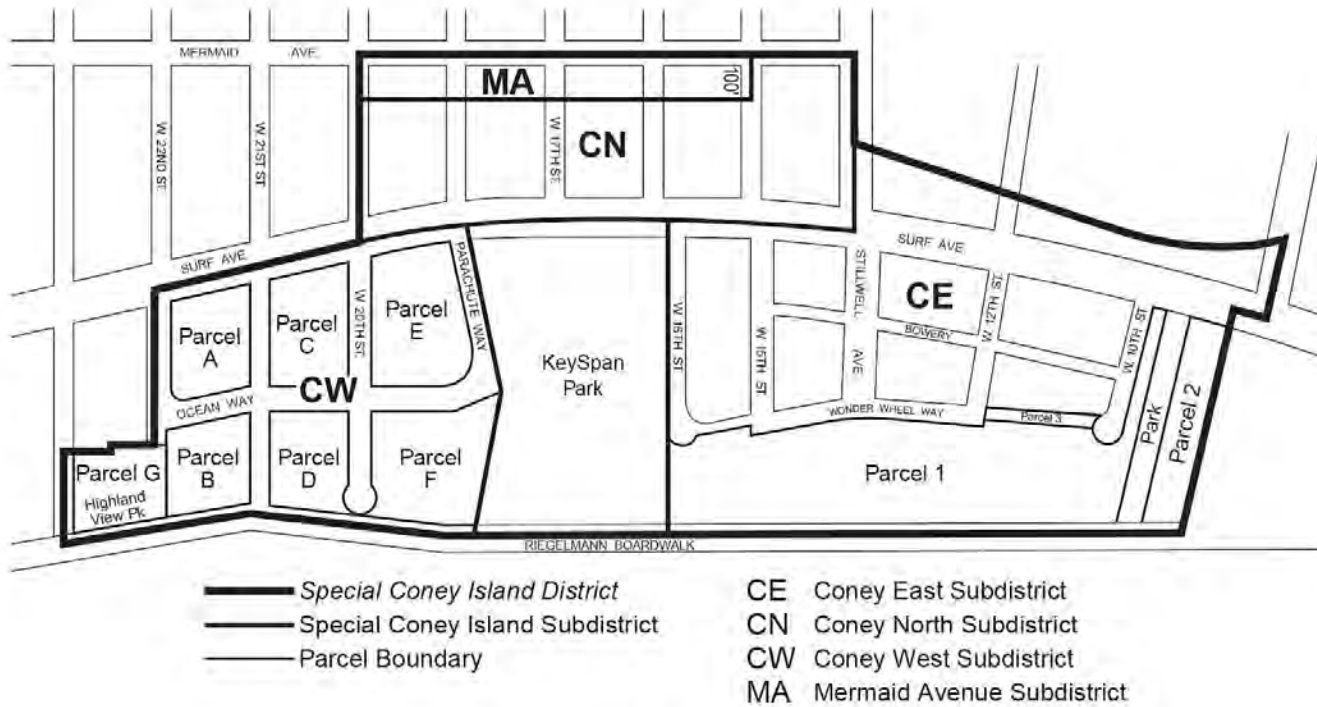 MERMAID AVE.
MA
100'
CN
W 22ND ST.
W 21ST ST.
W 17TH ST.
SURF AVE
SURF AVE
PARACHUTE WAY
W 20TH ST.
STILLWELL AVE
CE
W 12TH ST.
BOWERY
W 10TH ST.
Parcel
A
Parcel
C
Parcel
E
KeySpan
Park
W 16TH ST.
W 15TH ST.
CW
OCEAN WAY
WONDER WHEEL WAY
Parcel 3
Park
Parcel 2
Parcel G
Highland
View Pk
Parcel
B
Parcel
D
Parcel
F
Parcel 1
RIEGELMANN BOARDWALK
Special Coney Island District
Special Coney Island Subdistrict
Parcel Boundary
CE Coney East Subdistrict
CN Coney North Subdistrict
CW Coney West Subdistrict
MA Mermaid Avenue Subdistrict